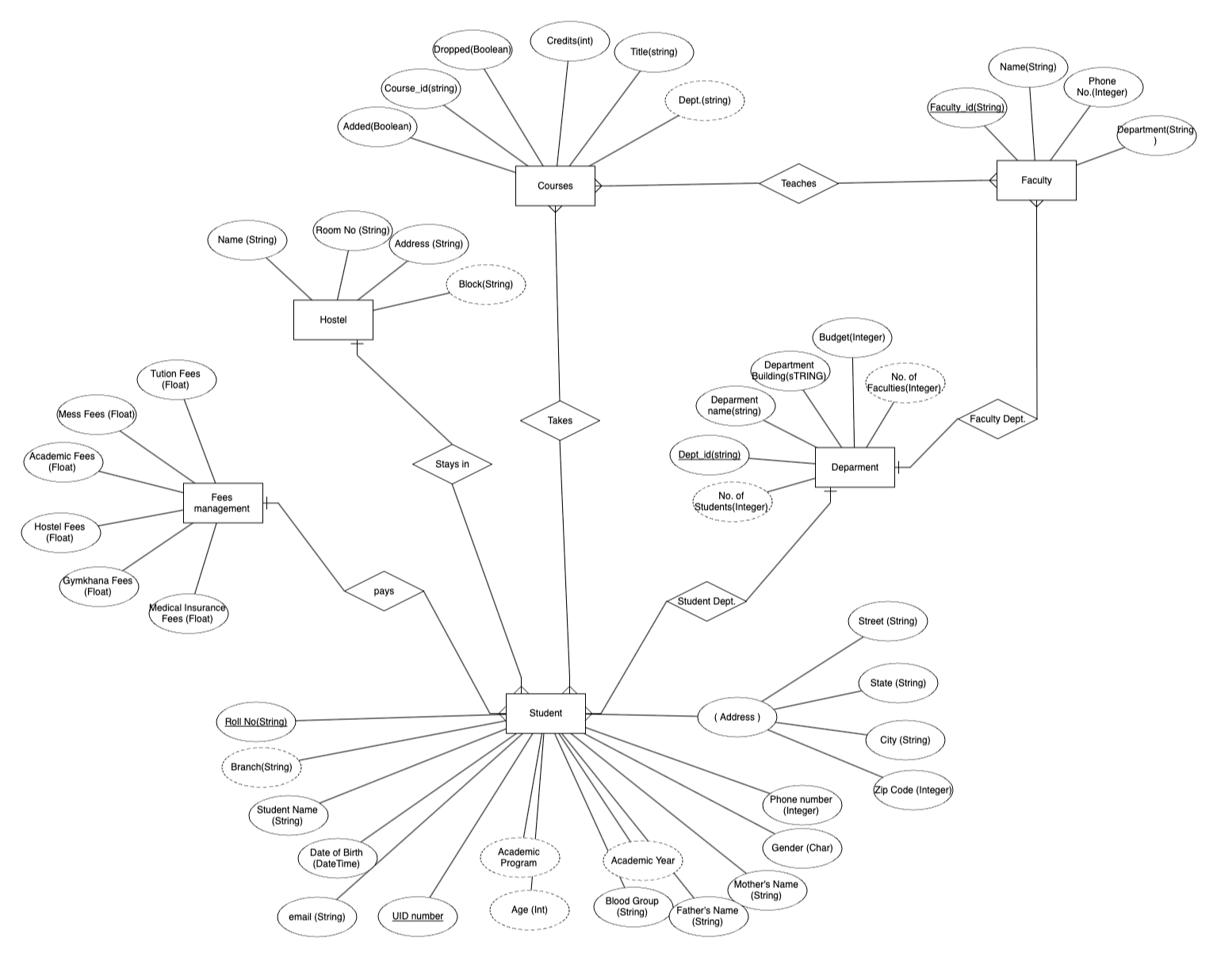 Credits(int)
Dropped(Boolean)
Title(string)
Course_id(string)
Dept.(string)
Added(Boolean)
Courses
Teaches
Name(String)
Phone
No.(Integer)
Faculty_id(String)
Department(String
)
Faculty
Name (String)
Room No (String)
Address (String)
Block(String)
Hostel
Budget(Integer)
Department
Building(sTRING)
No. of
Faculties(Integer)
Deparment
name(string)
Faculty Dept.
Dept_id(string)
Deparment
No. of
Students(Integer)
Tution Fees
(Float)
Mess Fees (Float)
Academic Fees
(Float)
Fees
management
Hostel Fees
(Float)
Gymkhana Fees
(Float)
Medical Insurance
Fees (Float)
Takes
Stays in
pays
Student Dept.
Student
Street (String)
State (String)
( Address )
City (String)
Zip Code (Integer)
Roll No(String)
Branch(String)
Student Name
(String)
Date of Birth
(DateTime)
email (String)
UID number
Academic
Program
Age (Int)
Academic Year
Blood Group
(String)
Father's Name
(String)
Mother's Name
(String)
Gender (Char)
Phone number
(Integer)